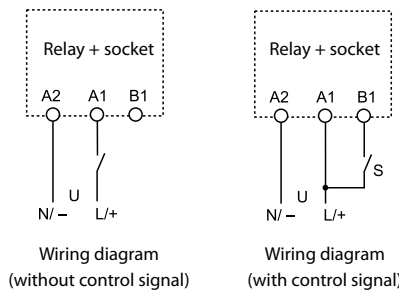 Relay + socket
A2 A1 B1
U
N/ – L/+
Wiring diagram
(without control signal)
Relay + socket
A2 A1 B1
S
U
N/ – L/+
Wiring diagram
(with control signal)